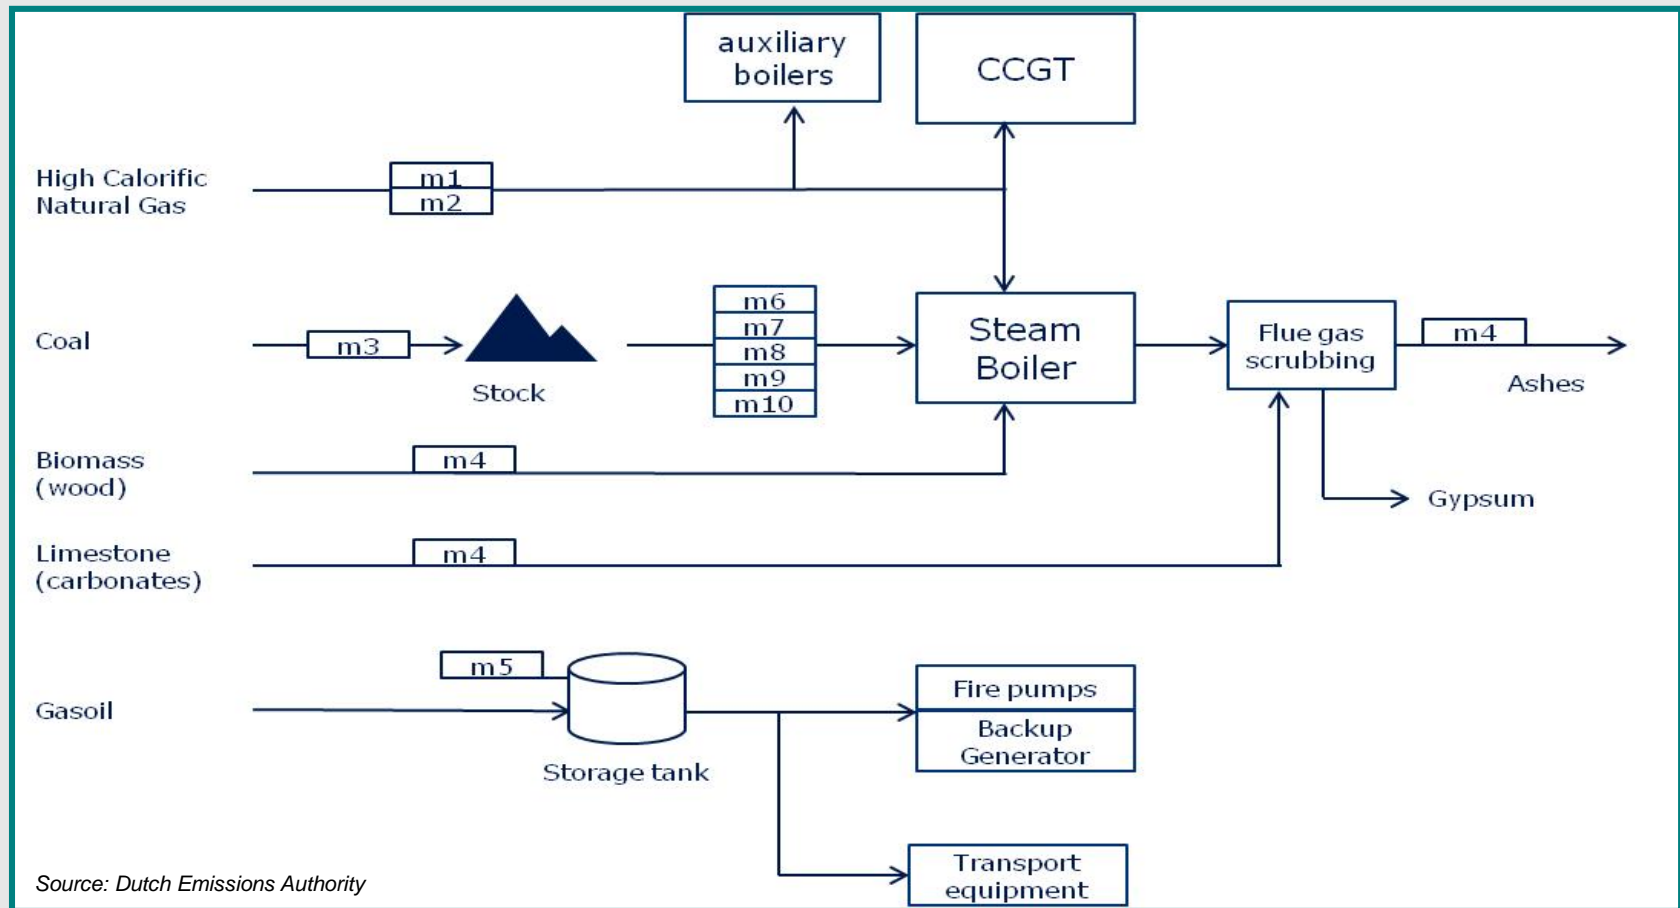 auxiliary
boilers
CCGT
High Calorific
Natural Gas
m1
m2
Coal
m3
Stock
m6
m7
m8
m9
m10
Steam
Boiler
Flue gas
scrubbing
m4
Ashes
Biomass
(wood)
m4
Gypsum
Limestone
(carbonates)
m4
m5
Gasoil
Storage tank
Fire pumps
Backup
Generator
Transport
equipment
Source: Dutch Emissions Authority